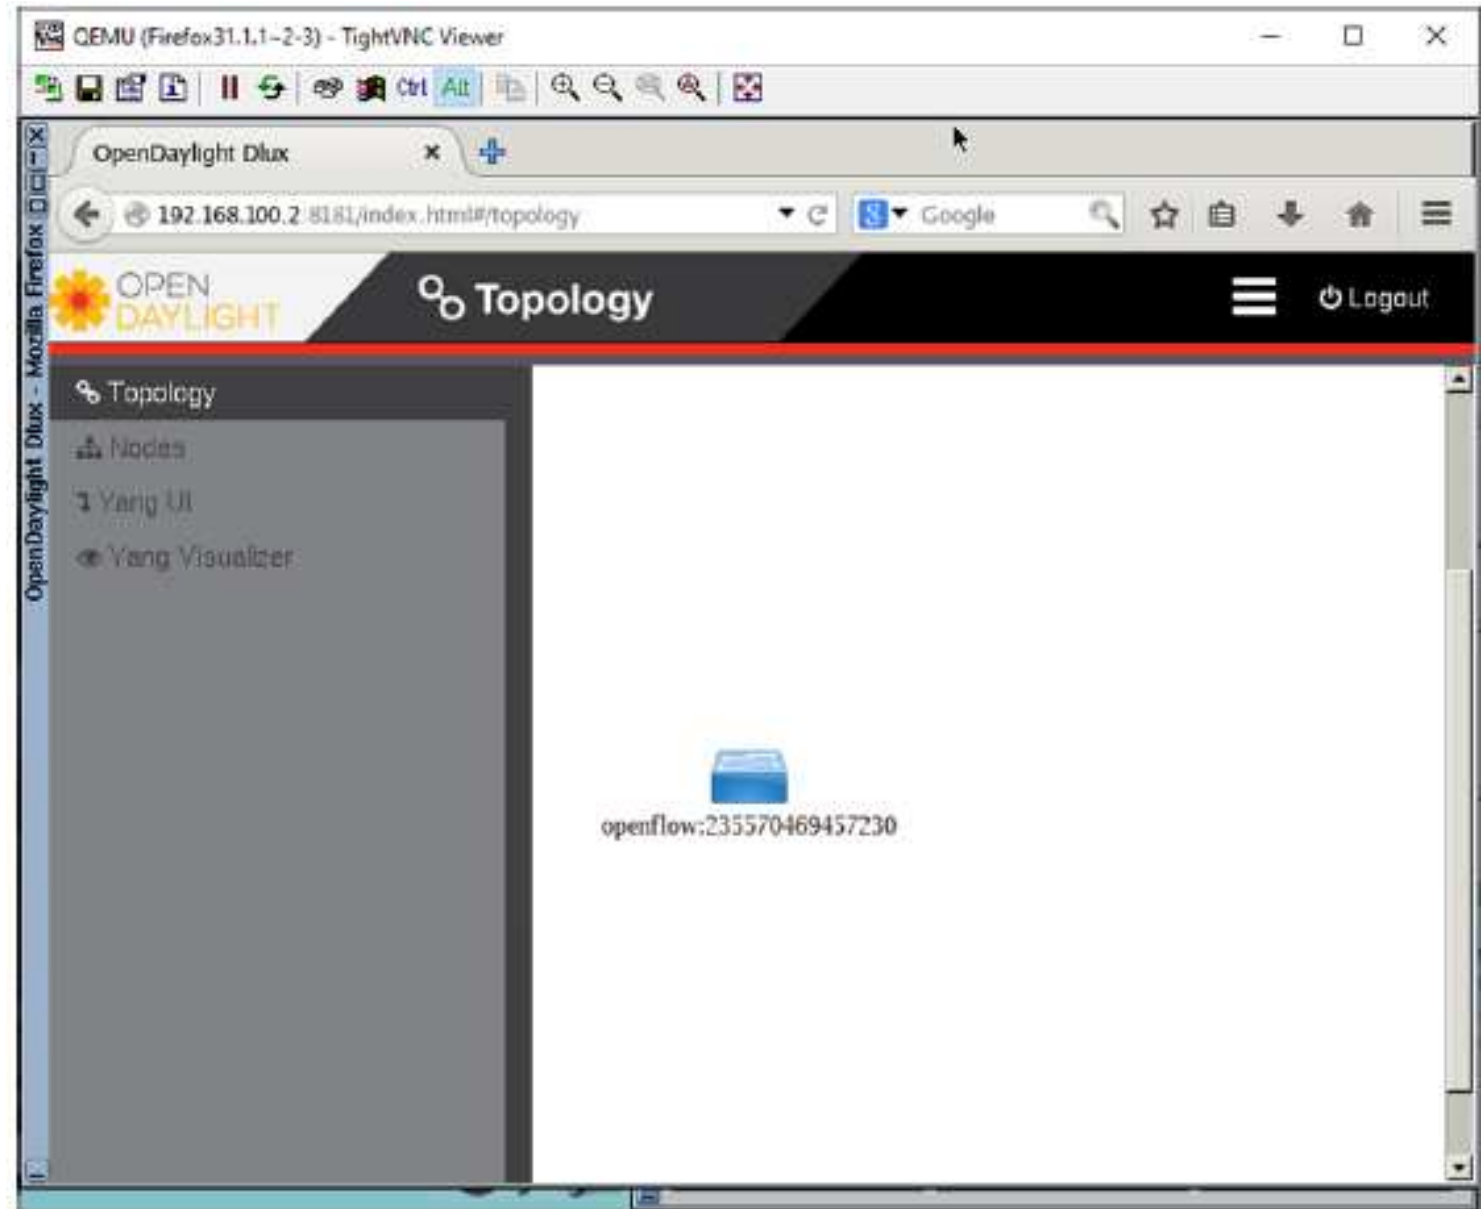 QEMU (Firefox31.1.1~2-3) - TightVNC Viewer
Ctrl Alt
OpenDaylight Dlux - Mozilla Firefox
OpenDaylight Dlux
192.168.100.2:8181/index.html#/topology
Google
OPEN
DAYLIGHT
Topology
Logout
Topology
Nodes
Yang UI
Yang Visualizer
openflow:235570469457230